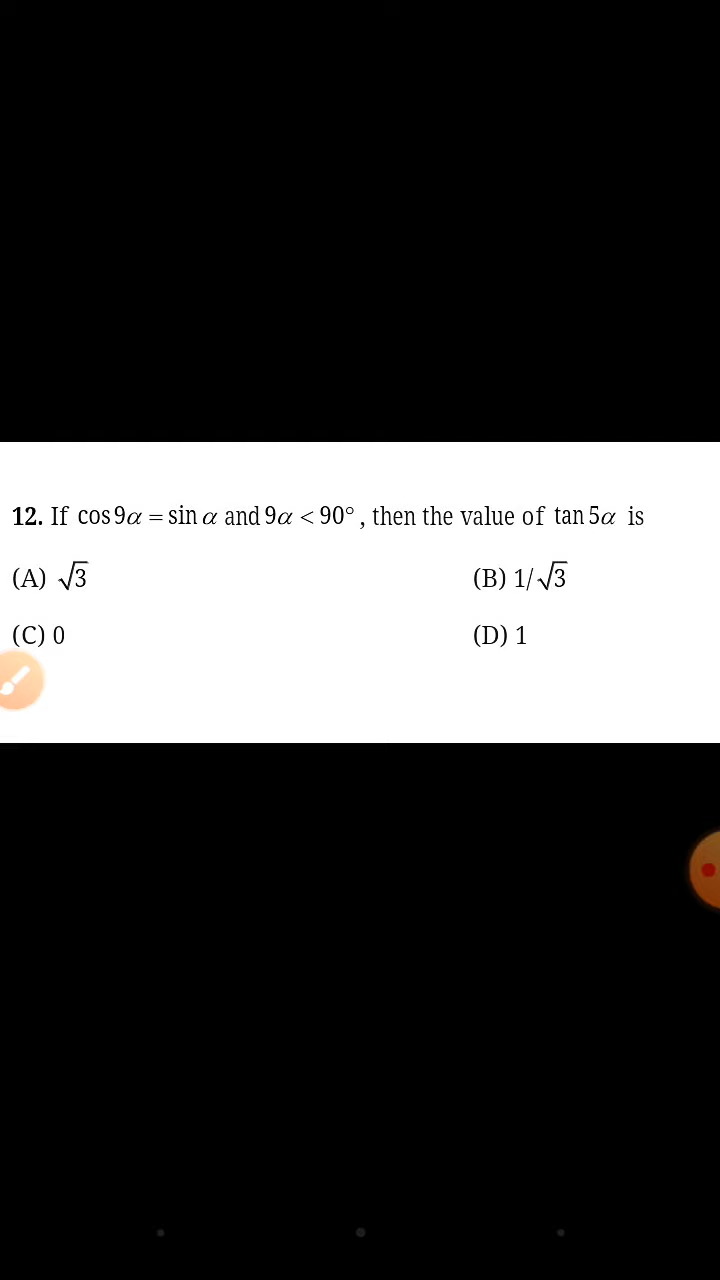 12. If cos 9α = sin α and 9α < 90°, then the value of tan 5α is
(A) √3 (B) 1/√3
(C) 0 (D) 1